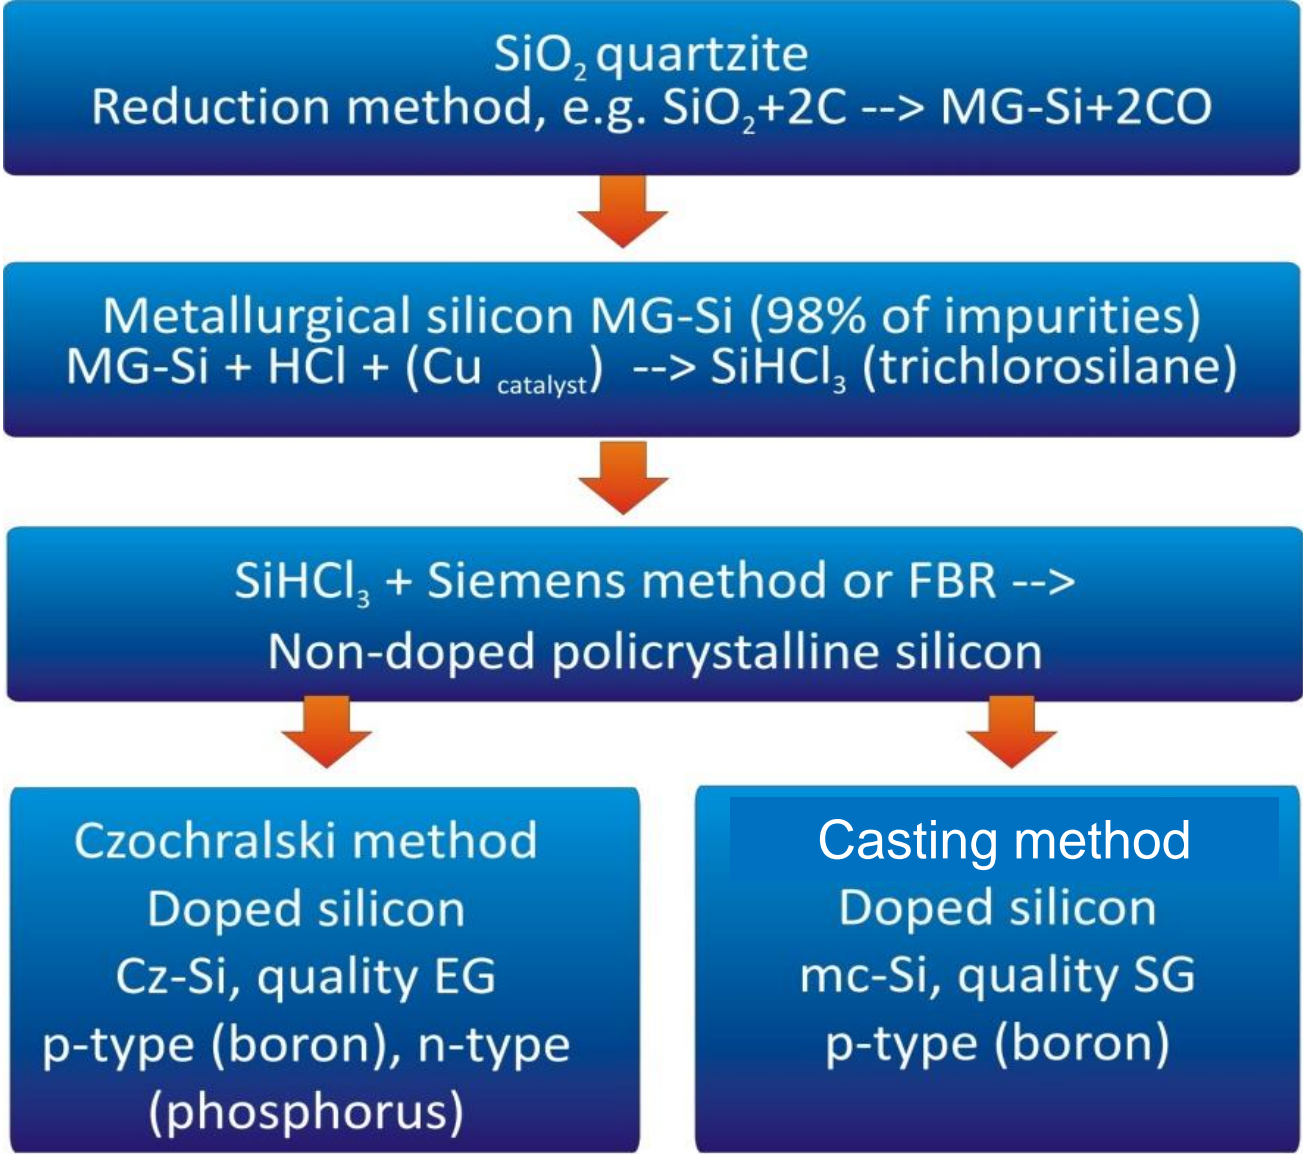 SiO₂ quartzite
Reduction method, e.g. SiO₂+2C --> MG-Si+2CO
Metallurgical silicon MG-Si (98% of impurities)
MG-Si + HCl + (Cu catalyst) --> SiHCl₃ (trichlorosilane)
SiHCl₃ + Siemens method or FBR -->
Non-doped policrystalline silicon
Czochralski method
Doped silicon
Cz-Si, quality EG
p-type (boron), n-type
(phosphorus)
Casting method
Doped silicon
mc-Si, quality SG
p-type (boron)